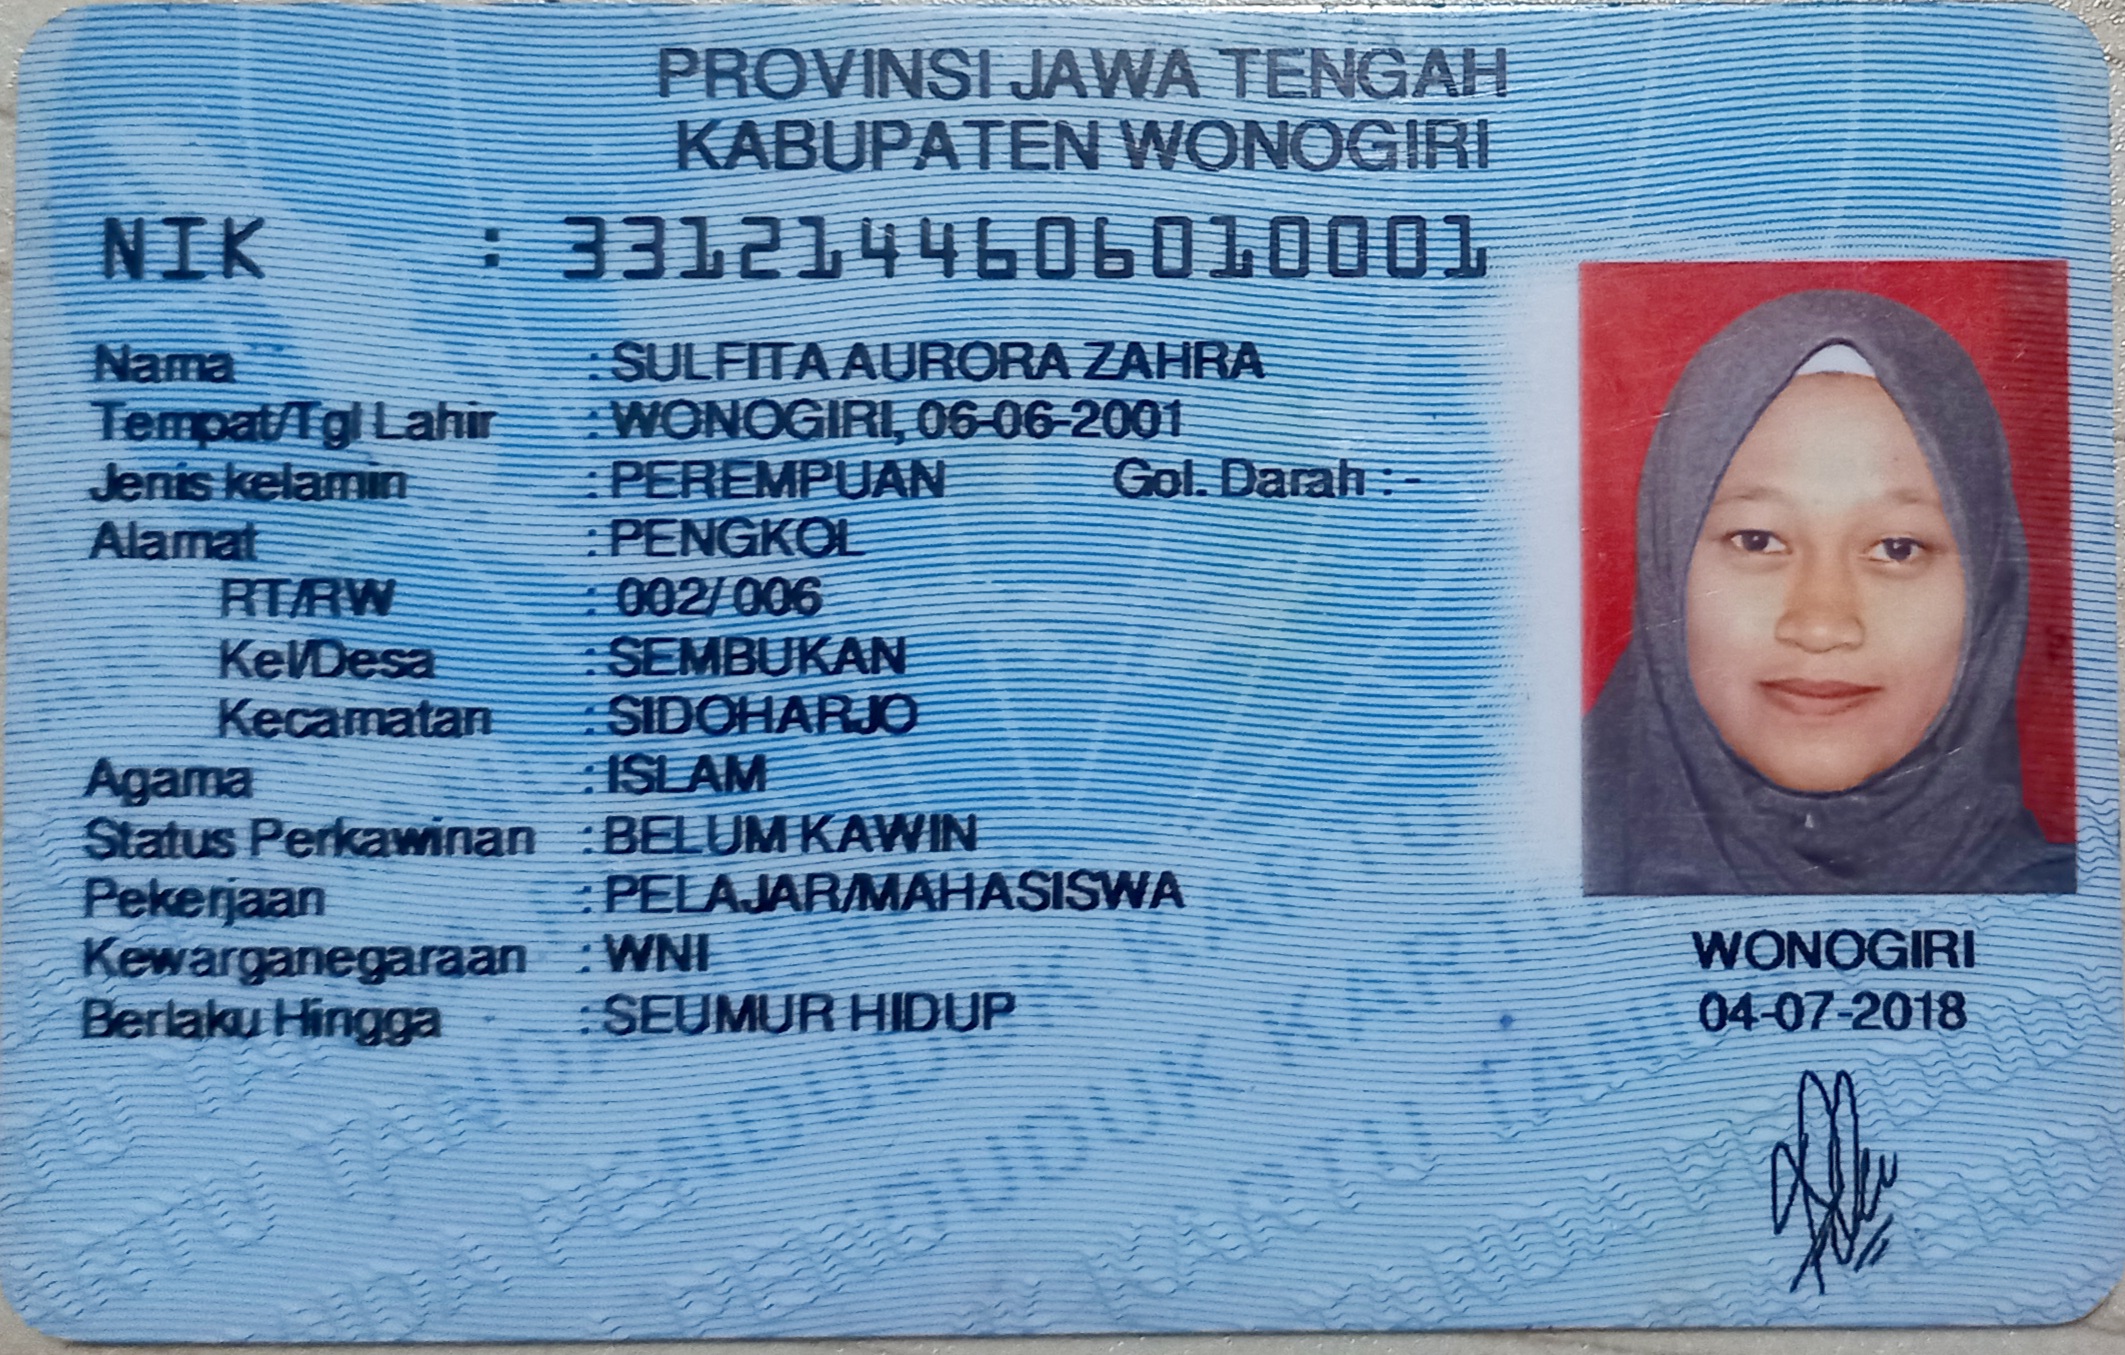 PROVINSI JAWA TENGAH
KABUPATEN WONOGIRI
NIK : 3312144606010001
Nama : SULFITA AURORA ZAHRA
Tempat/Tgl Lahir : WONOGIRI, 06-06-2001
Jenis kelamin : PEREMPUAN Gol. Darah : -
Alamat : PENGKOL
RT/RW : 002/ 006
Kel/Desa : SEMBUKAN
Kecamatan : SIDOHARJO
Agama : ISLAM
Status Perkawinan : BELUM KAWIN
Pekerjaan : PELAJAR/MAHASISWA
Kewarganegaraan : WNI
Berlaku Hingga : SEUMUR HIDUP
WONOGIRI
04-07-2018